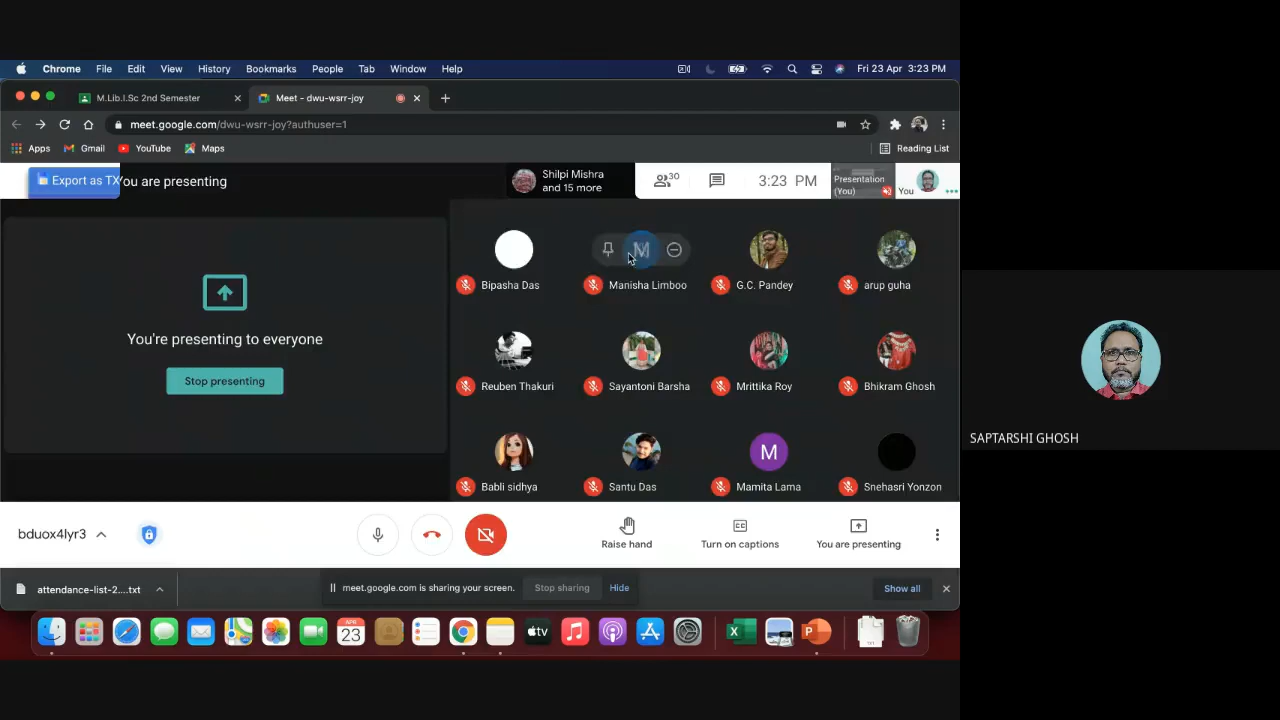 Chrome File Edit View History Bookmarks People Tab Window Help Fri 23 Apr 3:23 PM
M.Lib.I.Sc 2nd Semester Meet - dwu-wsrr-joy
meet.google.com/dwu-wsrr-joy?authuser=1
Apps Gmail YouTube Maps Reading List
Export as TX You are presenting
Shilpi Mishra
and 15 more
30
3:23 PM
Presentation
(You)
You
You're presenting to everyone
Stop presenting
M
Bipasha Das Manisha Limboo G.C. Pandey arup guha
Reuben Thakuri Sayantoni Barsha Mrittika Roy Bhikram Ghosh
M
Babli sidhya Santu Das Mamita Lama Snehasri Yonzon
SAPTARSHI GHOSH
bduox4lyr3
Raise hand Turn on captions You are presenting
attendance-list-2....txt
meet.google.com is sharing your screen. Stop sharing Hide
Show all
APR
23
tv
X
P